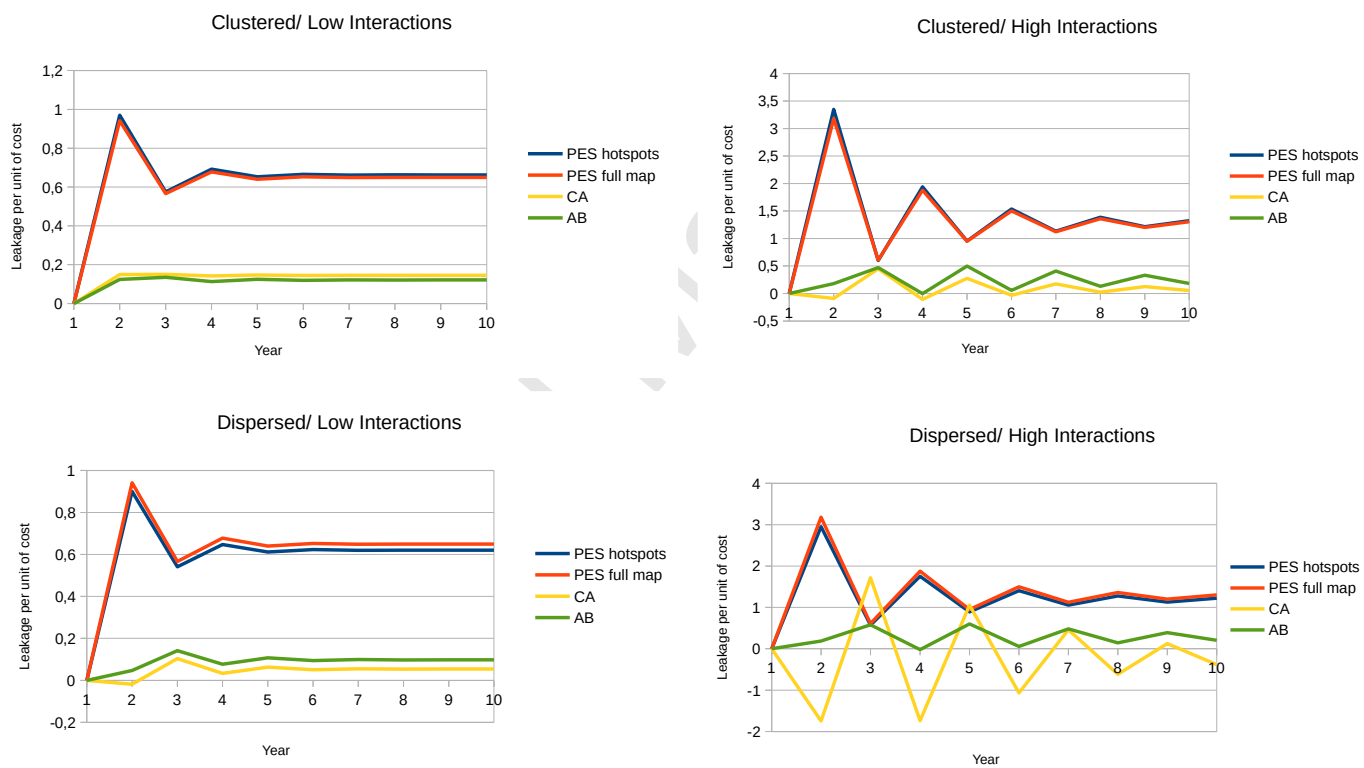 Clustered/ Low Interactions
1,2
1
0,8
0,6
0,4
0,2
0
1 2 3 4 5 6 7 8 9 10
Leakage per unit of cost
Year
PES hotspots
PES full map
CA
AB
Clustered/ High Interactions
4
3,5
3
2,5
2
1,5
1
0,5
0
-0,5
1 2 3 4 5 6 7 8 9 10
Leakage per unit of cost
Year
PES hotspots
PES full map
CA
AB
Dispersed/ Low Interactions
1
0,8
0,6
0,4
0,2
0
-0,2
1 2 3 4 5 6 7 8 9 10
Leakage per unit of cost
Year
PES hotspots
PES full map
CA
AB
Dispersed/ High Interactions
4
3
2
1
0
-1
-2
1 2 3 4 5 6 7 8 9 10
Leakage per unit of cost
Year
PES hotspots
PES full map
CA
AB